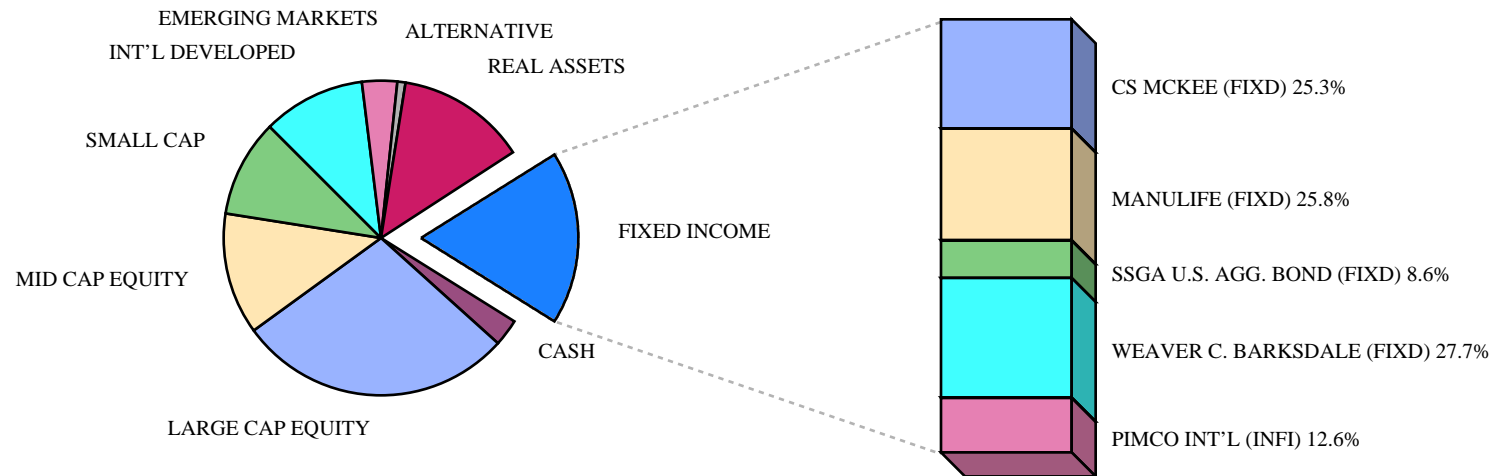 EMERGING MARKETS
ALTERNATIVE
INT'L DEVELOPED
REAL ASSETS
SMALL CAP
FIXED INCOME
MID CAP EQUITY
CASH
LARGE CAP EQUITY
CS MCKEE (FIXD) 25.3%
MANULIFE (FIXD) 25.8%
SSGA U.S. AGG. BOND (FIXD) 8.6%
WEAVER C. BARKSDALE (FIXD) 27.7%
PIMCO INT'L (INFI) 12.6%